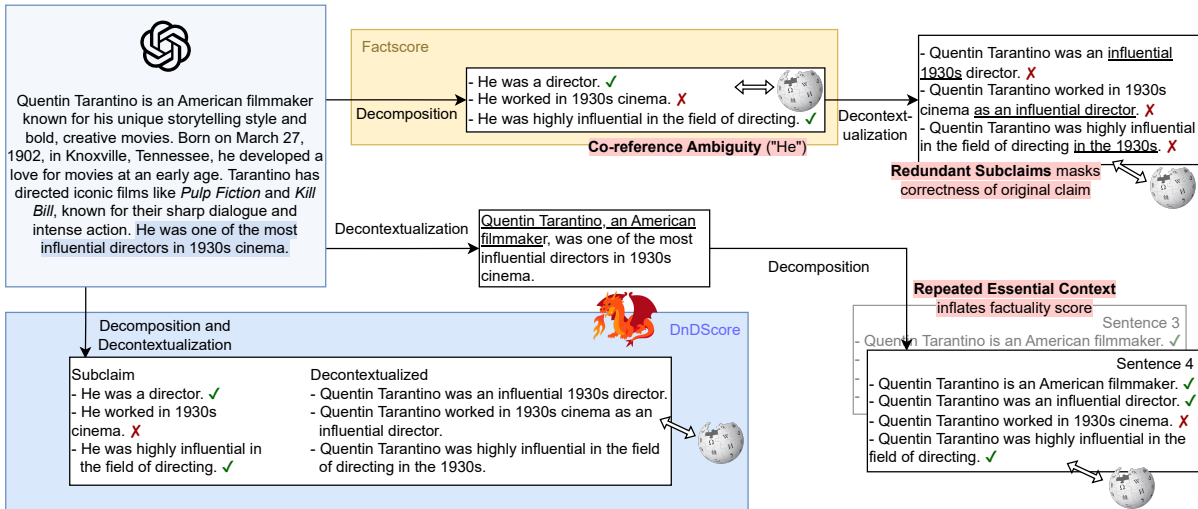 Quentin Tarantino is an American filmmaker
known for his unique storytelling style and
bold, creative movies. Born on March 27,
1902, in Knoxville, Tennessee, he developed a
love for movies at an early age. Tarantino has
directed iconic films like Pulp Fiction and Kill
Bill, known for their sharp dialogue and
intense action. He was one of the most
influential directors in 1930s cinema.
Decomposition
Factscore
- He was a director. ✓
- He worked in 1930s cinema. ✗
- He was highly influential in the field of directing. ✓
Co-reference Ambiguity ("He")
Decontext-
ualization
- Quentin Tarantino was an influential
1930s director. ✗
- Quentin Tarantino worked in 1930s
cinema as an influential director. ✗
- Quentin Tarantino was highly influential
in the field of directing in the 1930s. ✗
Redundant Subclaims masks
correctness of original claim
Decontextualization
Quentin Tarantino, an American
filmmaker, was one of the most
influential directors in 1930s
cinema.
Decomposition
Repeated Essential Context
inflates factuality score
Sentence 3
- Quentin Tarantino is an American filmmaker. ✓
Sentence 4
- Quentin Tarantino is an American filmmaker. ✓
- Quentin Tarantino was an influential director. ✓
- Quentin Tarantino worked in 1930s cinema. ✗
- Quentin Tarantino was highly influential in the
field of directing. ✓
Decomposition and
Decontextualization
DnDScore
Subclaim
- He was a director. ✓
- He worked in 1930s
cinema. ✗
- He was highly influential in
the field of directing. ✓
Decontextualized
- Quentin Tarantino was an influential 1930s director.
- Quentin Tarantino worked in 1930s cinema as an
influential director.
- Quentin Tarantino was highly influential in the field
of directing in the 1930s.